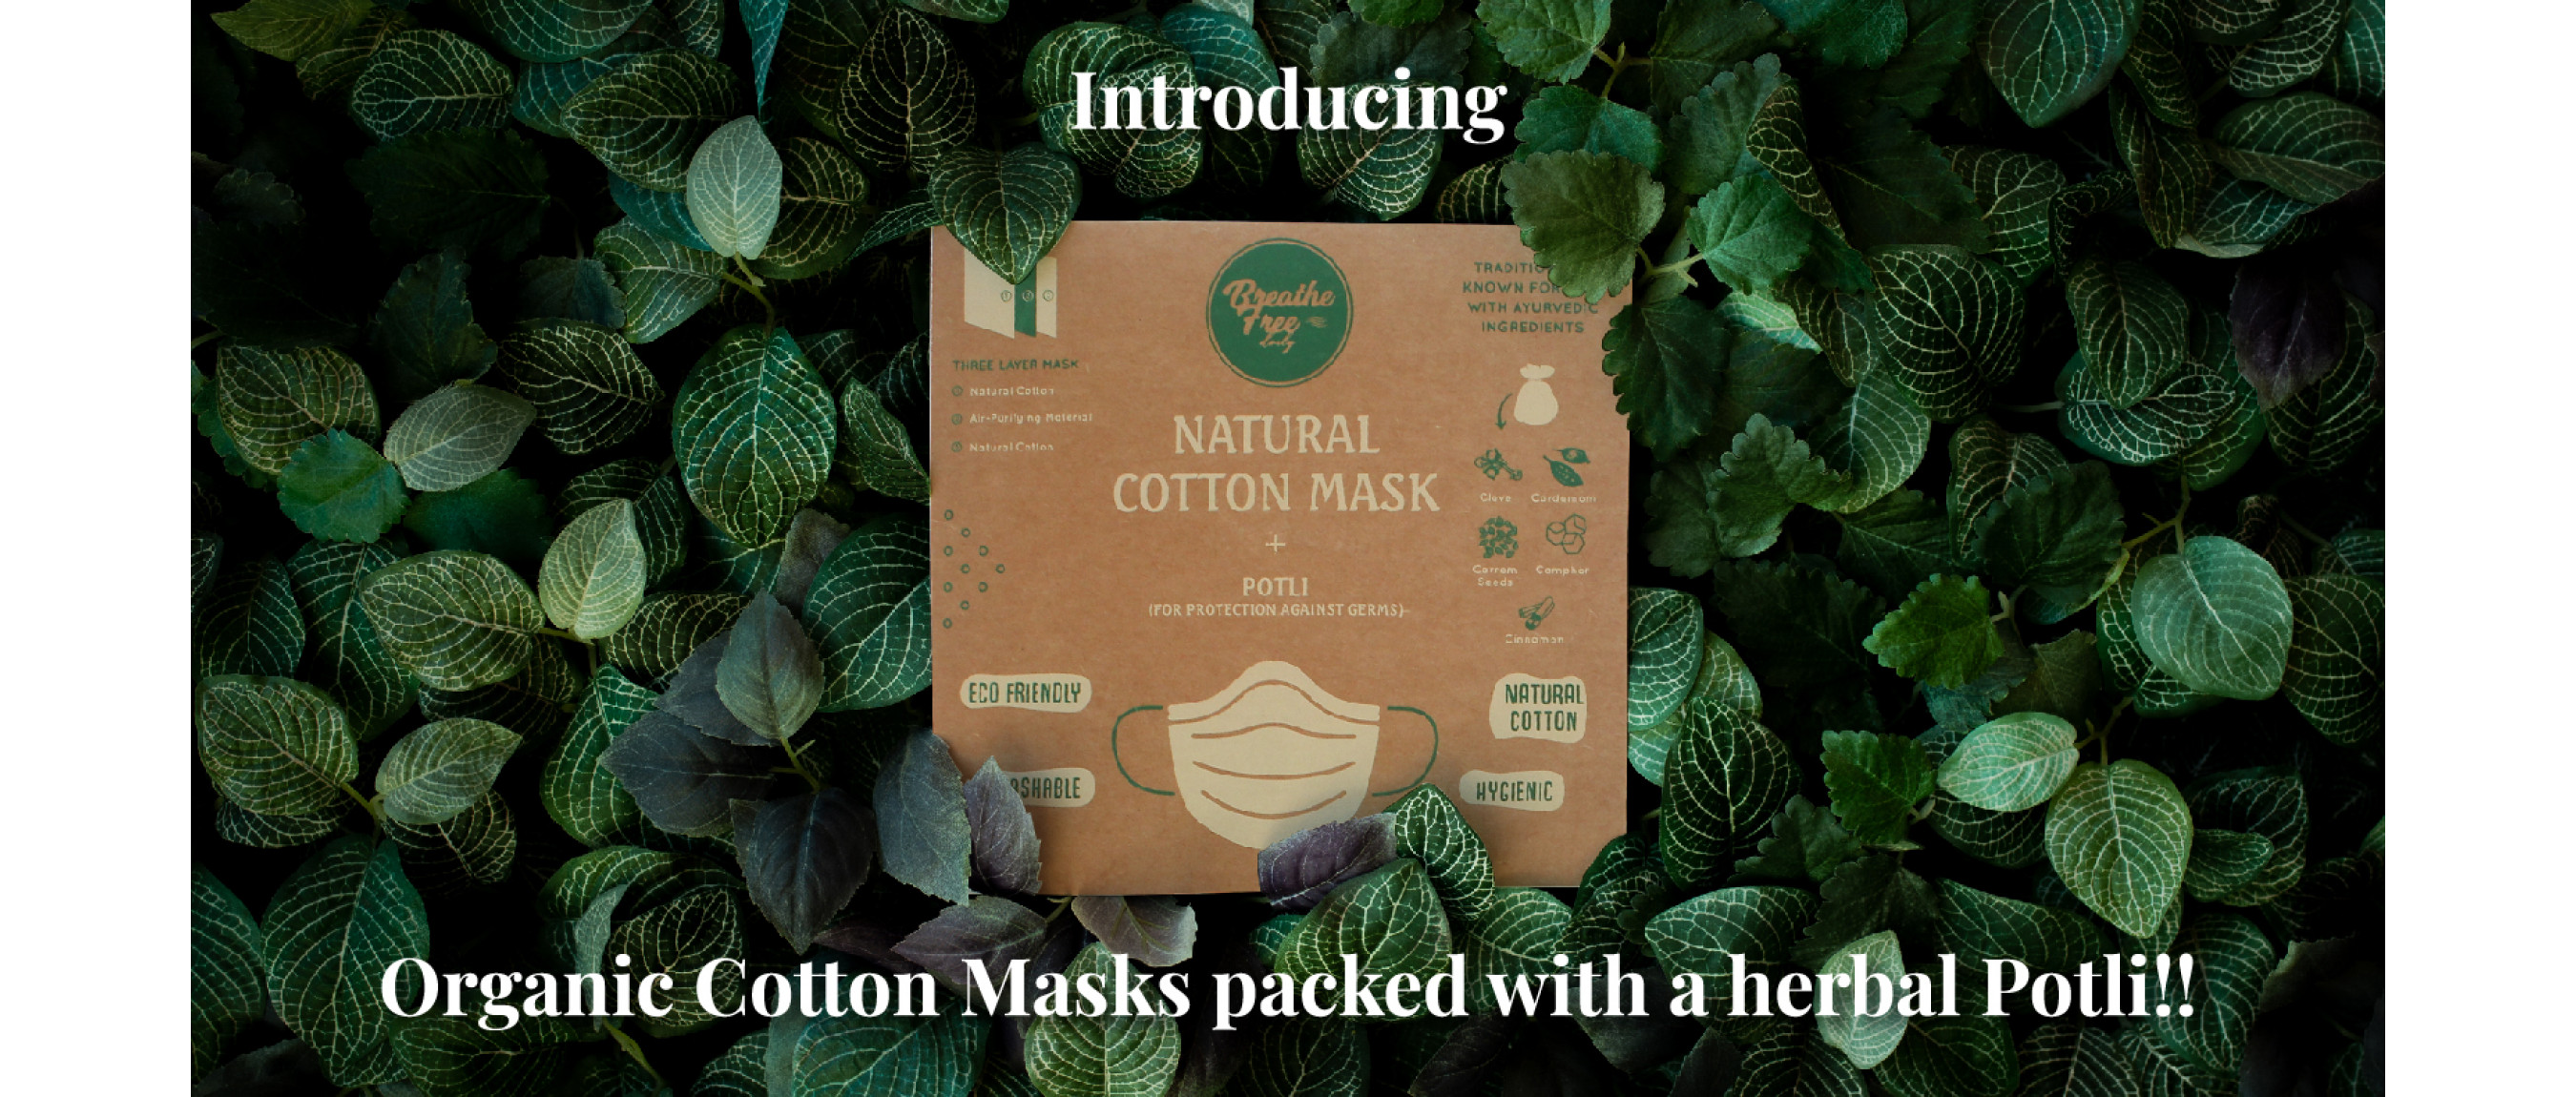 Introducing
Breathe
Free
THREE LAYER MASK
Natural Cotton
Air-Purifying Material
Natural Cotton
KNOWN FOR
WITH AYURVEDIC
INGREDIENTS
Clove Cardamom
Carrom Seeds Camphor
Cinnamon
NATURAL
COTTON MASK
+
POTLI
(FOR PROTECTION AGAINST GERMS)
ECO FRIENDLY
NATURAL
COTTON
HYGIENIC
Organic Cotton Masks packed with a herbal Potli!!